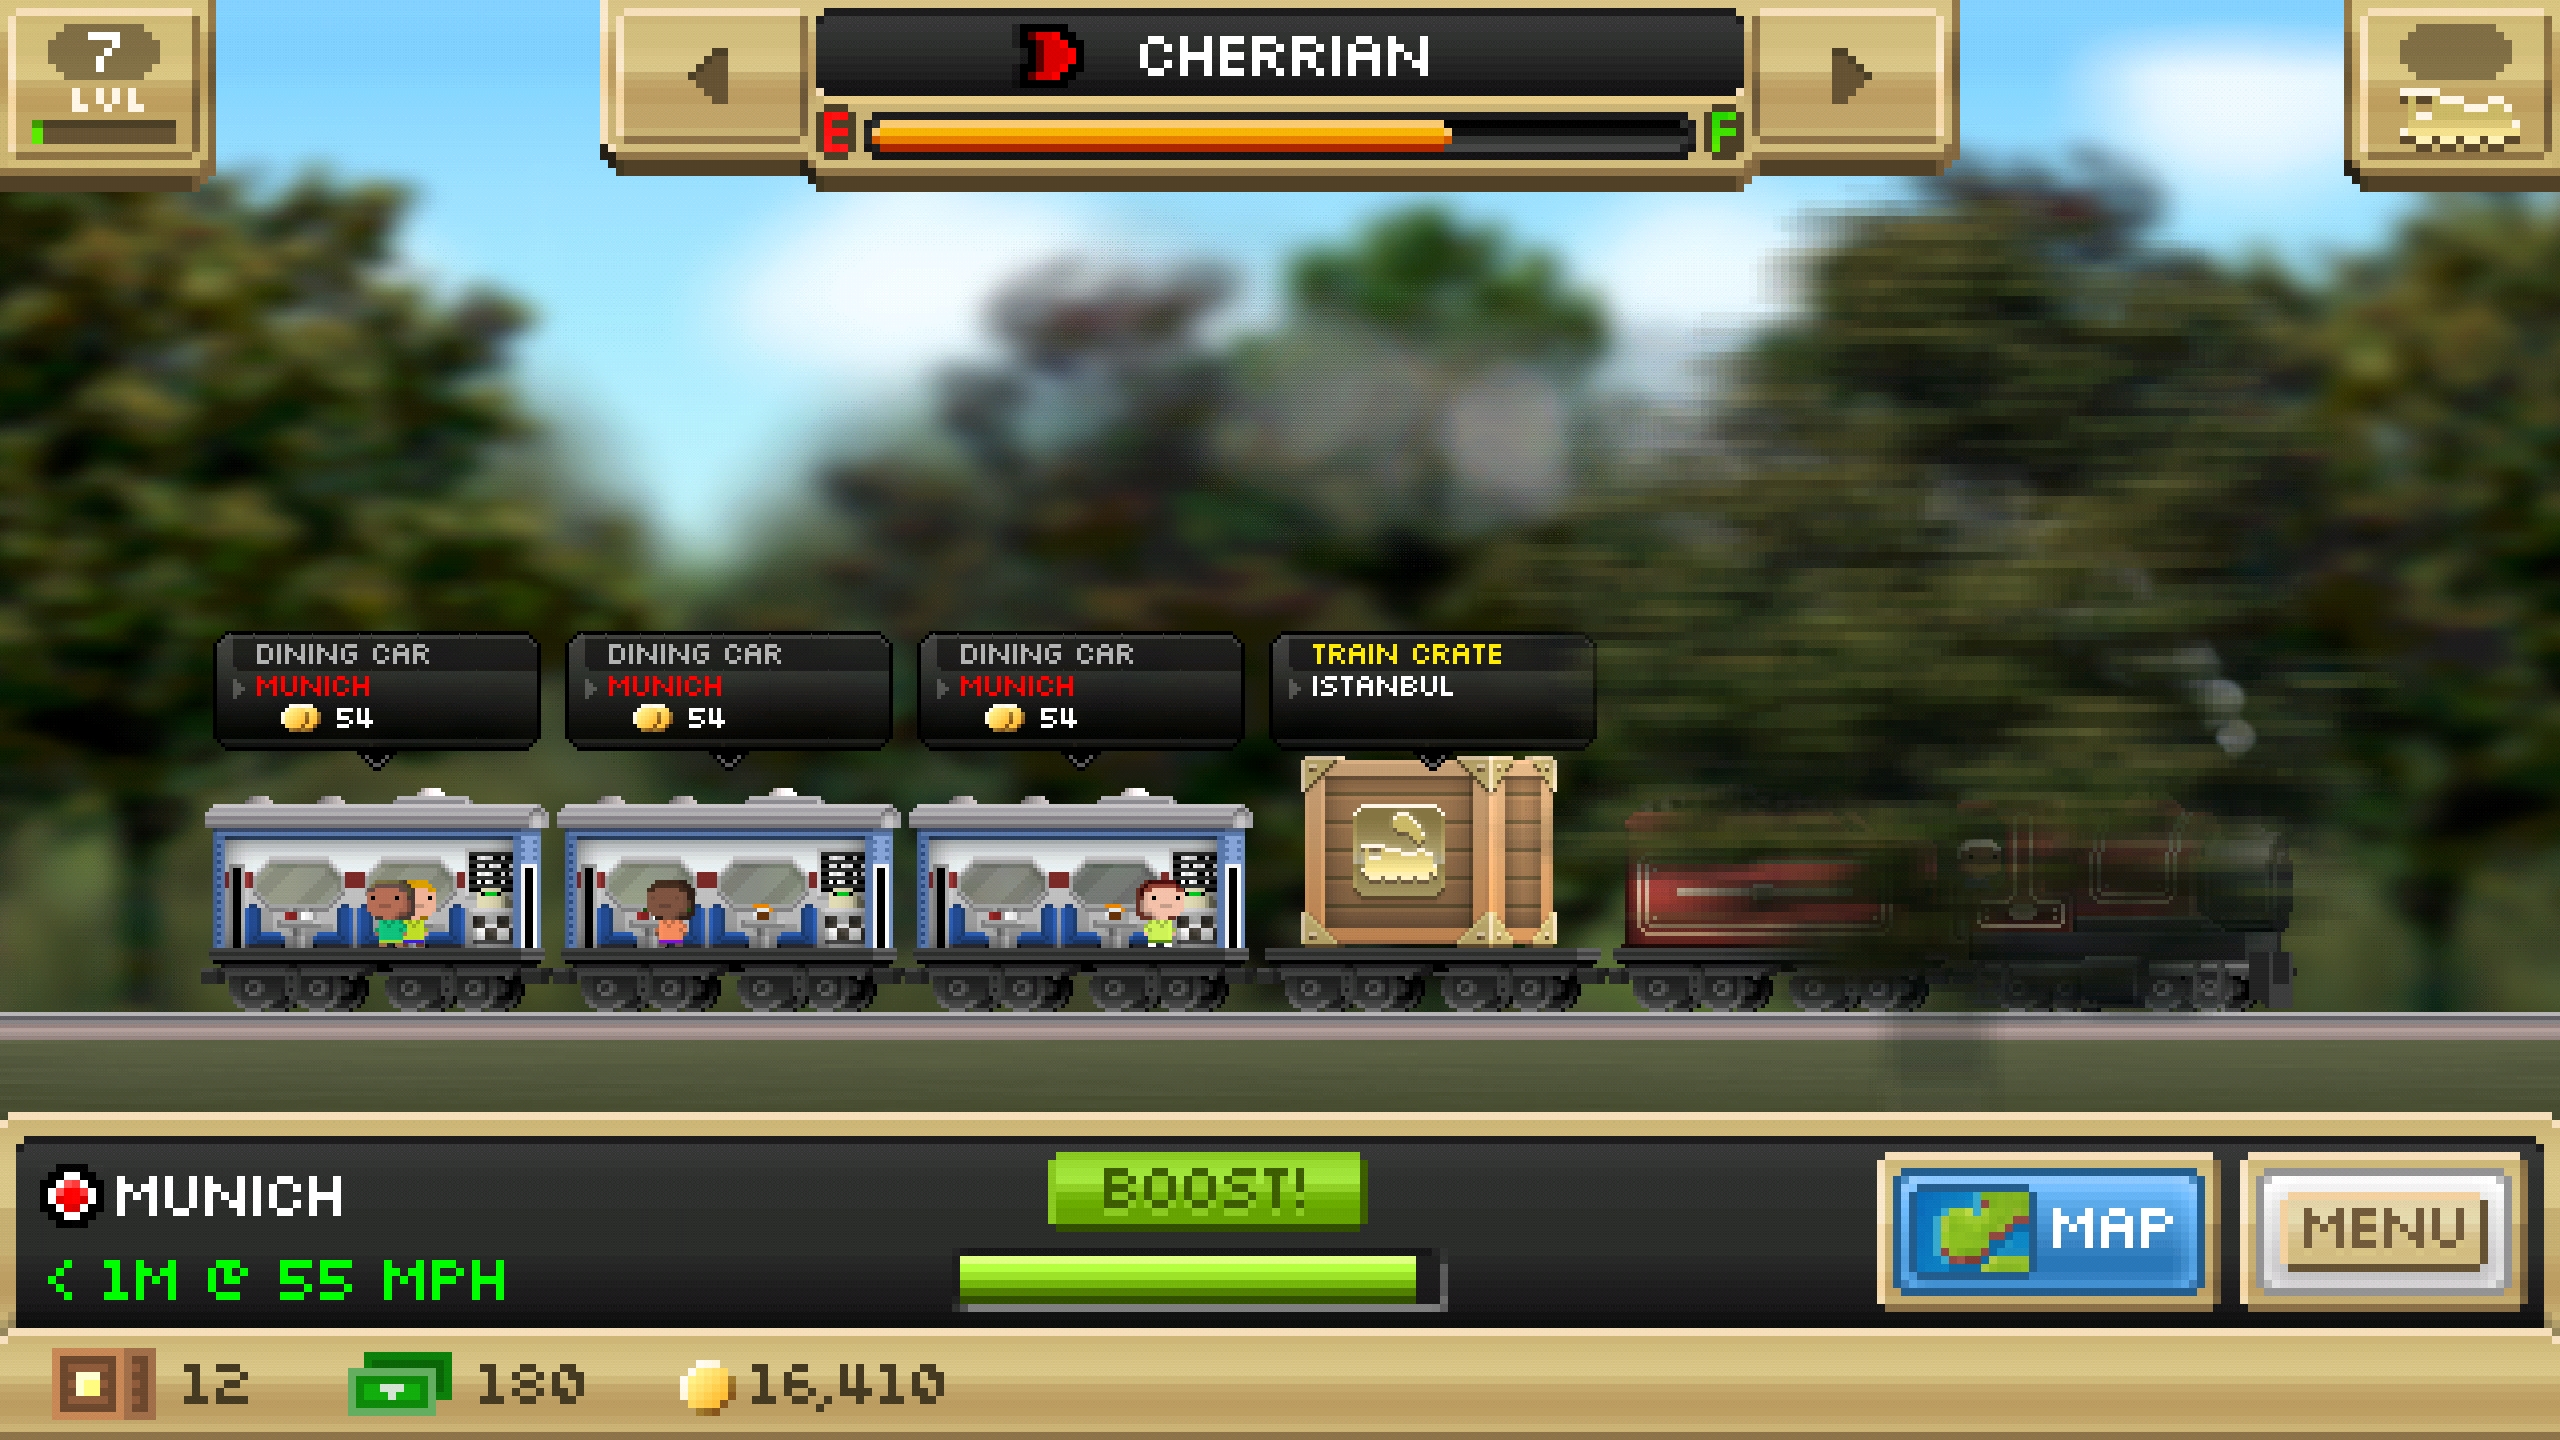 7
LVL
CHERRIAN
E
F
DINING CAR
MUNICH
54
DINING CAR
MUNICH
54
DINING CAR
MUNICH
54
TRAIN CRATE
ISTANBUL
MUNICH
< 1M @ 55 MPH
BOOST!
MAP
MENU
12
180
16,410